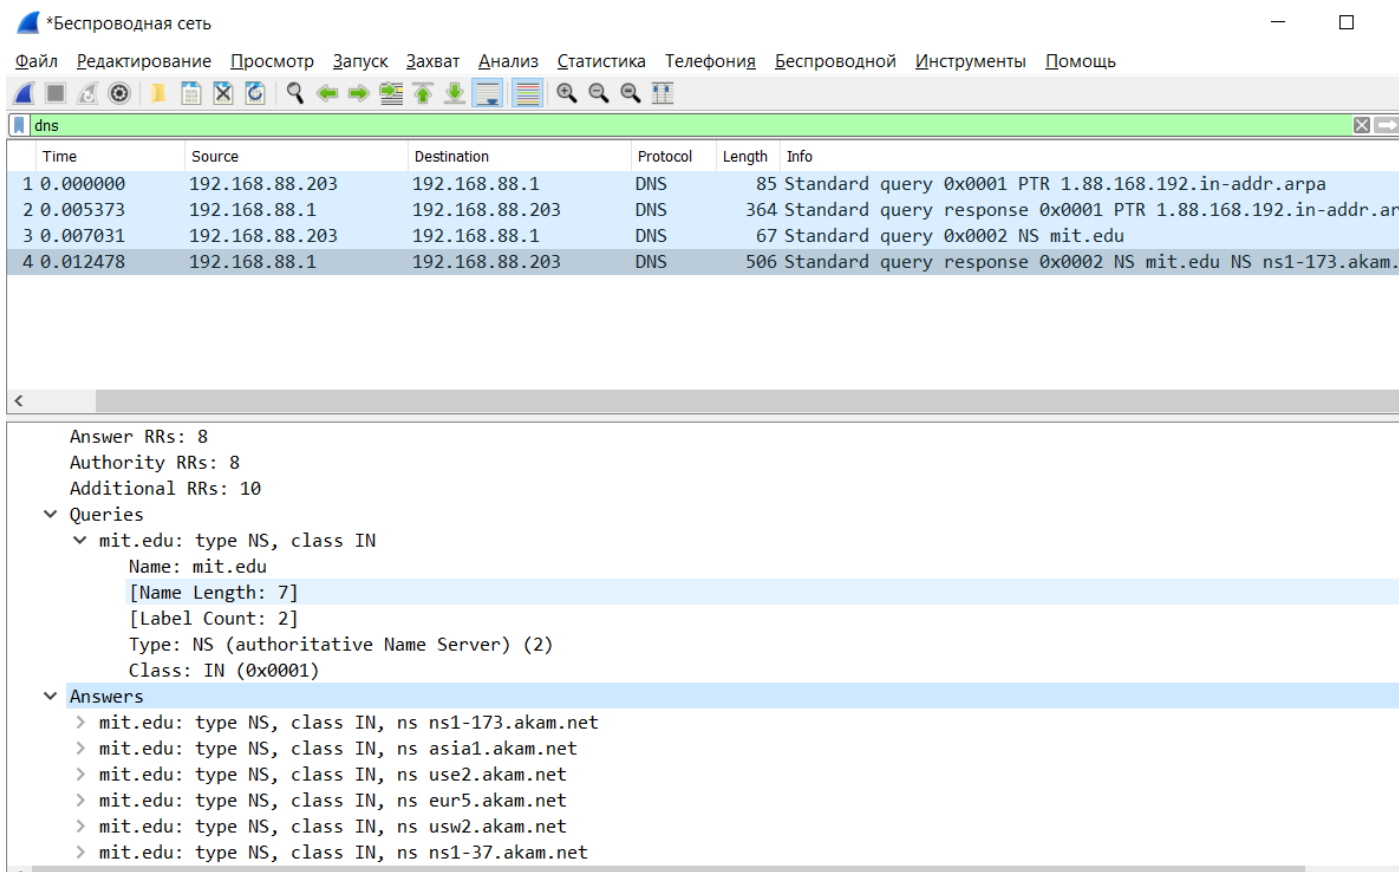 *Беспроводная сеть
Файл Редактирование Просмотр Запуск Захват Анализ Статистика Телефония Беспроводной Инструменты Помощь
dns
Time Source Destination Protocol Length Info
1 0.000000 192.168.88.203 192.168.88.1 DNS 85 Standard query 0x0001 PTR 1.88.168.192.in-addr.arpa
2 0.005373 192.168.88.1 192.168.88.203 DNS 364 Standard query response 0x0001 PTR 1.88.168.192.in-addr.ar
3 0.007031 192.168.88.203 192.168.88.1 DNS 67 Standard query 0x0002 NS mit.edu
4 0.012478 192.168.88.1 192.168.88.203 DNS 506 Standard query response 0x0002 NS mit.edu NS ns1-173.akam.
Answer RRs: 8
Authority RRs: 8
Additional RRs: 10
Queries
mit.edu: type NS, class IN
Name: mit.edu
[Name Length: 7]
[Label Count: 2]
Type: NS (authoritative Name Server) (2)
Class: IN (0x0001)
Answers
mit.edu: type NS, class IN, ns ns1-173.akam.net
mit.edu: type NS, class IN, ns asia1.akam.net
mit.edu: type NS, class IN, ns use2.akam.net
mit.edu: type NS, class IN, ns eur5.akam.net
mit.edu: type NS, class IN, ns usw2.akam.net
mit.edu: type NS, class IN, ns ns1-37.akam.net